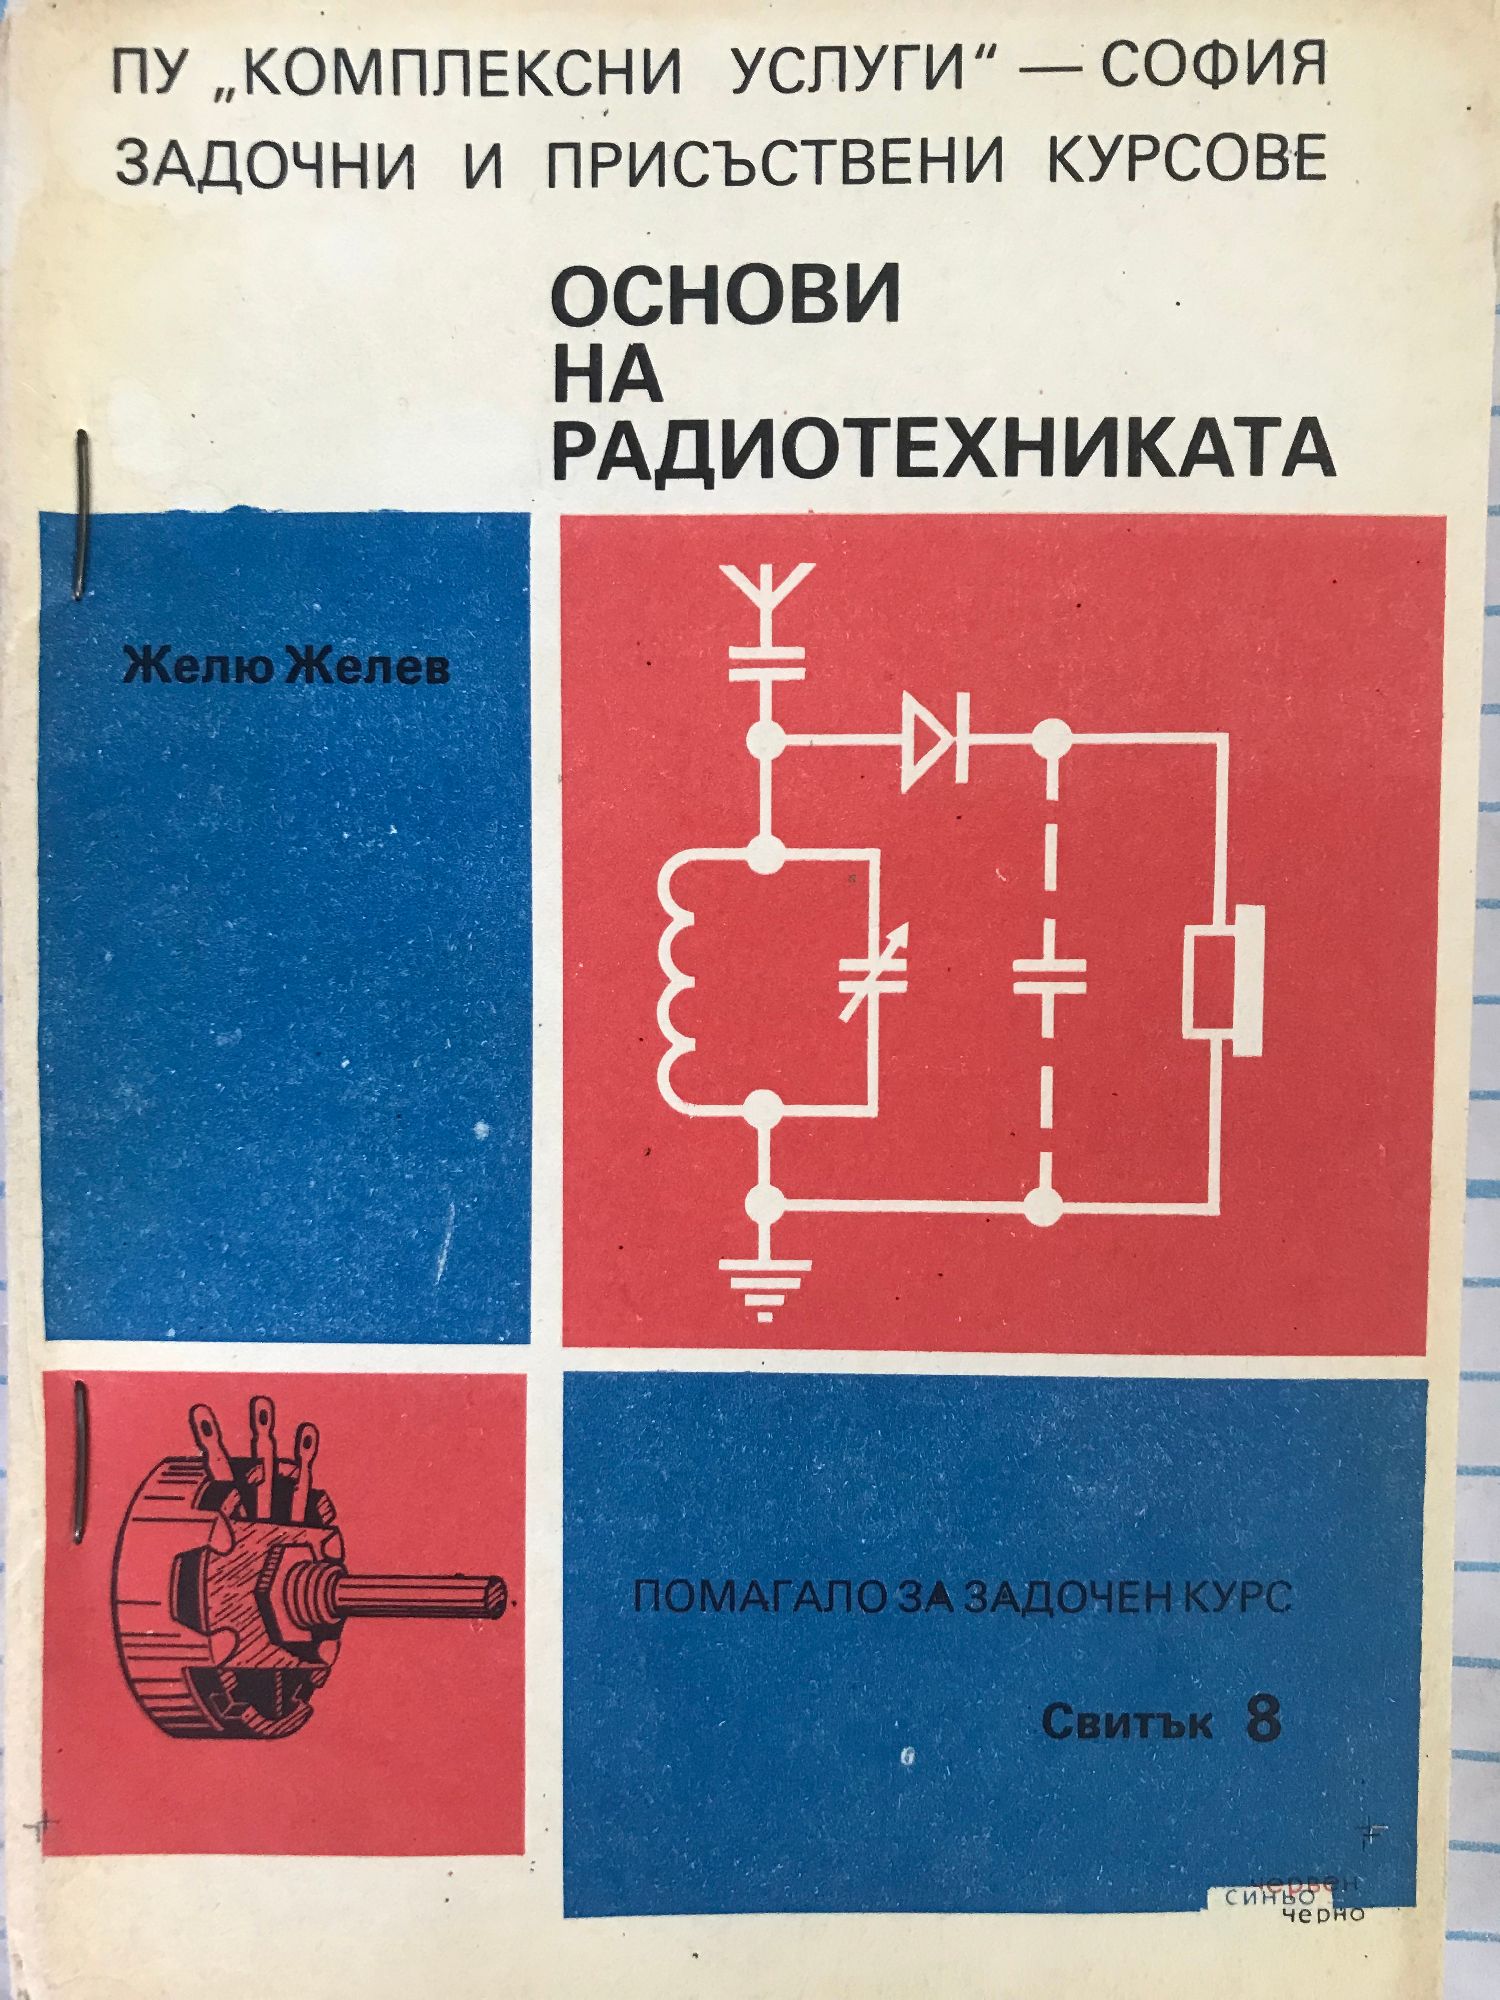 ПУ „КОМПЛЕКСНИ УСЛУГИ“ — СОФИЯ
ЗАДОЧНИ И ПРИСЪСТВЕНИ КУРСОВЕ
ОСНОВИ
НА
РАДИОТЕХНИКАТА
Желю Желев
ПОМАГАЛО ЗА ЗАДОЧЕН КУРС
Свитък 8
червен
синьо
черно